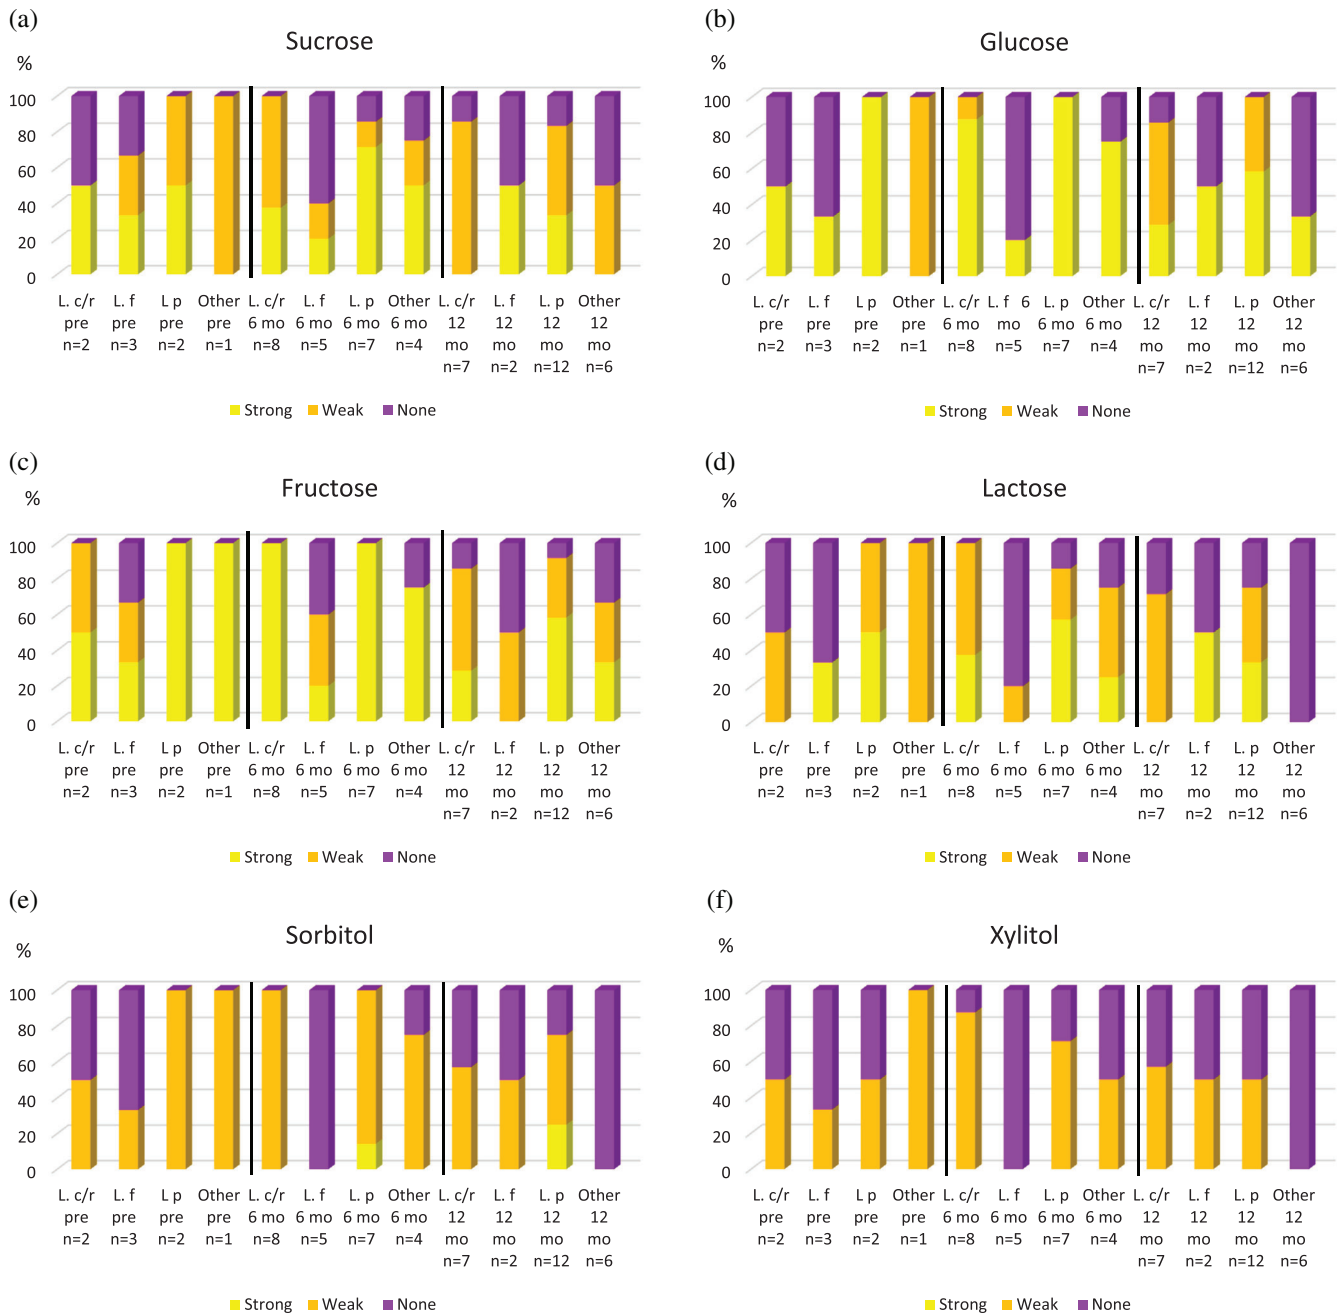 (a)
Sucrose
%
100
80
60
40
20
0
L. c/r L. f L p Other L. c/r L. f L. p Other L. c/r L. f L. p Other
pre pre pre pre 6 mo 6 mo 6 mo 6 mo 12 12 12 12
n=2 n=3 n=2 n=1 n=8 n=5 n=7 n=4 mo mo mo mo
n=7 n=2 n=12 n=6
Strong Weak None
(b)
Glucose
%
100
80
60
40
20
0
L. c/r L. f L p Other L. c/r L. f 6 L. p Other L. c/r L. f L. p Other
pre pre pre pre 6 mo mo 6 mo 6 mo 12 12 12 12
n=2 n=3 n=2 n=1 n=8 n=5 n=7 n=4 mo mo mo mo
n=7 n=2 n=12 n=6
Strong Weak None
(c)
Fructose
%
100
80
60
40
20
0
L. c/r L. f L p Other L. c/r L. f L. p Other L. c/r L. f L. p Other
pre pre pre pre 6 mo 6 mo 6 mo 6 mo 12 12 12 12
n=2 n=3 n=2 n=1 n=8 n=5 n=7 n=4 mo mo mo mo
n=7 n=2 n=12 n=6
Strong Weak None
(d)
Lactose
%
100
80
60
40
20
0
L. c/r L. f L p Other L. c/r L. f L. p Other L. c/r L. f L. p Other
pre pre pre pre 6 mo 6 mo 6 mo 6 mo 12 12 12 12
n=2 n=3 n=2 n=1 n=8 n=5 n=7 n=4 mo mo mo mo
n=7 n=2 n=12 n=6
Strong Weak None
(e)
Sorbitol
%
100
80
60
40
20
0
L. c/r L. f L p Other L. c/r L. f L. p Other L. c/r L. f L. p Other
pre pre pre pre 6 mo 6 mo 6 mo 6 mo 12 12 12 12
n=2 n=3 n=2 n=1 n=8 n=5 n=7 n=4 mo mo mo mo
n=7 n=2 n=12 n=6
Strong Weak None
(f)
Xylitol
%
100
80
60
40
20
0
L. c/r L. f L p Other L. c/r L. f L. p Other L. c/r L. f L. p Other
pre pre pre pre 6 mo 6 mo 6 mo 6 mo 12 12 12 12
n=2 n=3 n=2 n=1 n=8 n=5 n=7 n=4 mo mo mo mo
n=7 n=2 n=12 n=6
Strong Weak None